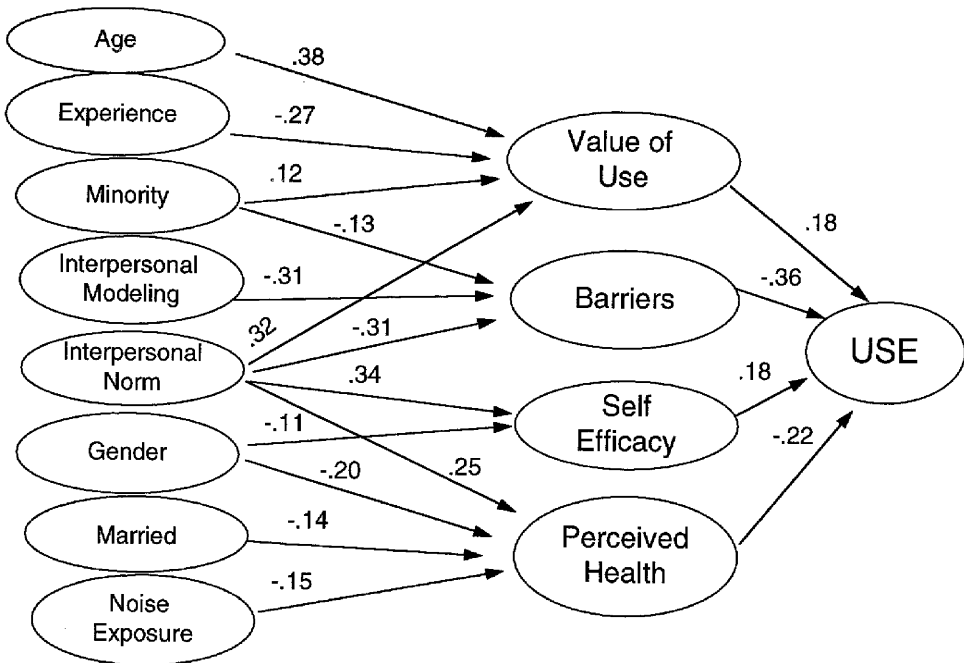 Age
.38
Experience
-.27
Value of
Use
Minority
.12
-.13
.18
Interpersonal
Modeling
-.31
Barriers
-.36
.32
-.31
USE
Interpersonal
Norm
.34
.18
Self
Efficacy
-.11
Gender
-.20
.25
-.22
Married
-.14
Perceived
Health
-.15
Noise
Exposure